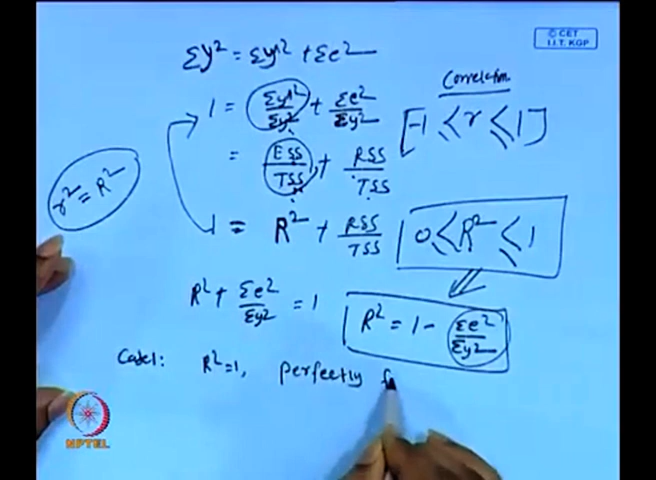 © CET
I.I.T. KGP
Σy² = Σŷ² + Σe²
Correlation
1 = Σŷ²/Σy² + Σe²/Σy²
[-1 ≤ r ≤ 1]
= ESS/TSS + RSS/TSS
r² = R²
1 = R² + RSS/TSS
0 ≤ R² ≤ 1
R² + Σe²/Σy² = 1
R² = 1 - Σe²/Σy²
Case1: R²=1, perfectly f
NPTEL